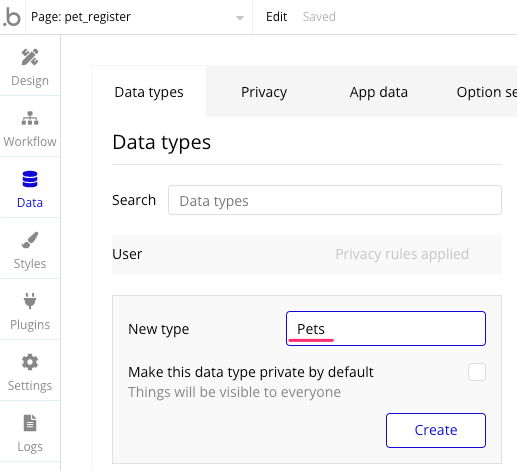 .b Page: pet_register Edit Saved
Design
Workflow
Data
Styles
Plugins
Settings
Logs
Data types Privacy App data Option se
Data types
Search Data types
User Privacy rules applied
New type Pets
Make this data type private by default
Things will be visible to everyone
Create